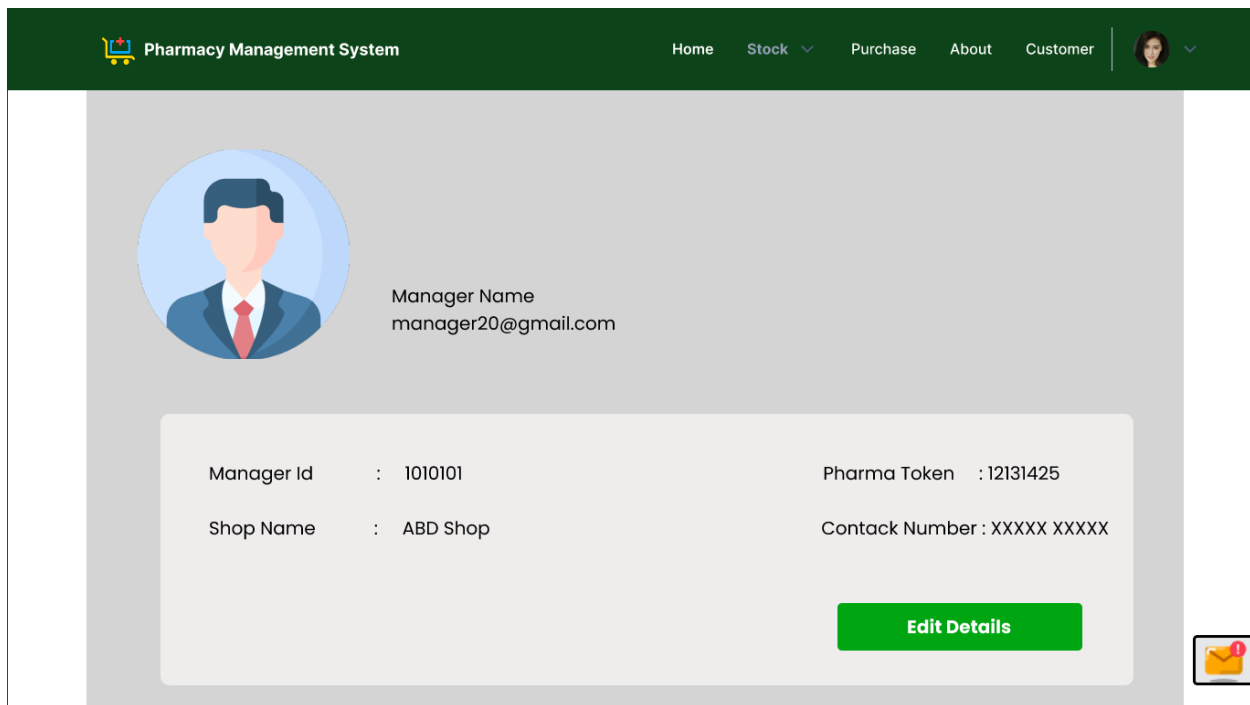 Pharmacy Management System
Home Stock Purchase About Customer
Manager Name
manager20@gmail.com
Manager Id : 1010101
Pharma Token : 12131425
Shop Name : ABD Shop
Contack Number : XXXXX XXXXX
Edit Details